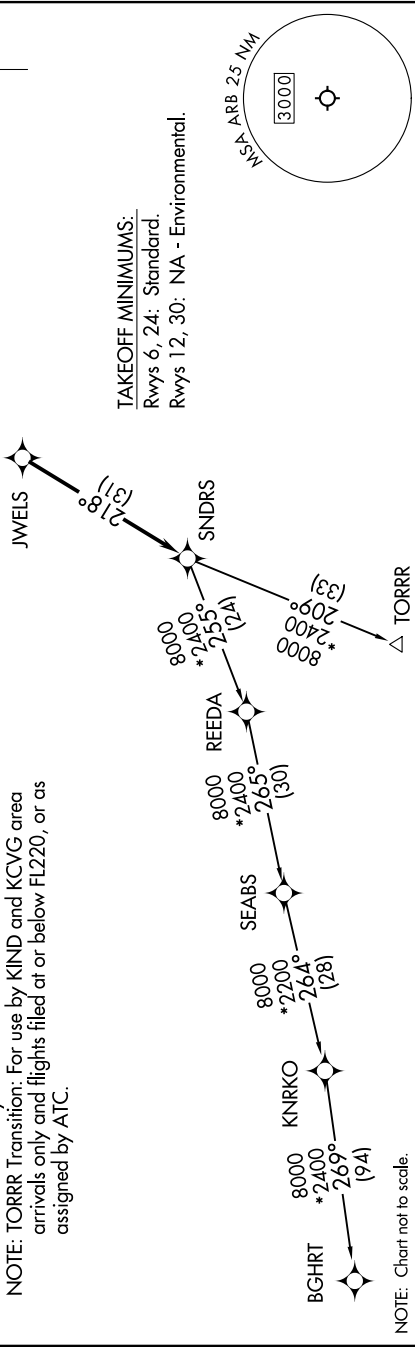 NOTE: TORRR Transition: For use by KIND and KCVG area
arrivals only and flights filed at or below FL220, or as
assigned by ATC.
JWELS
218°
(31)
SNDRS
8000
*2400
255°
(24)
REEDA
8000
*2400
265°
(30)
SEABS
8000
*2200
264°
(28)
KNRKO
8000
*2400
269°
(94)
BGHRT
8000
*2400
209°
(33)
TORRR
TAKEOFF MINIMUMS:
Rwys 6, 24: Standard.
Rwys 12, 30: NA - Environmental.
MSA ARB 25 NM
3000
NOTE: Chart not to scale.